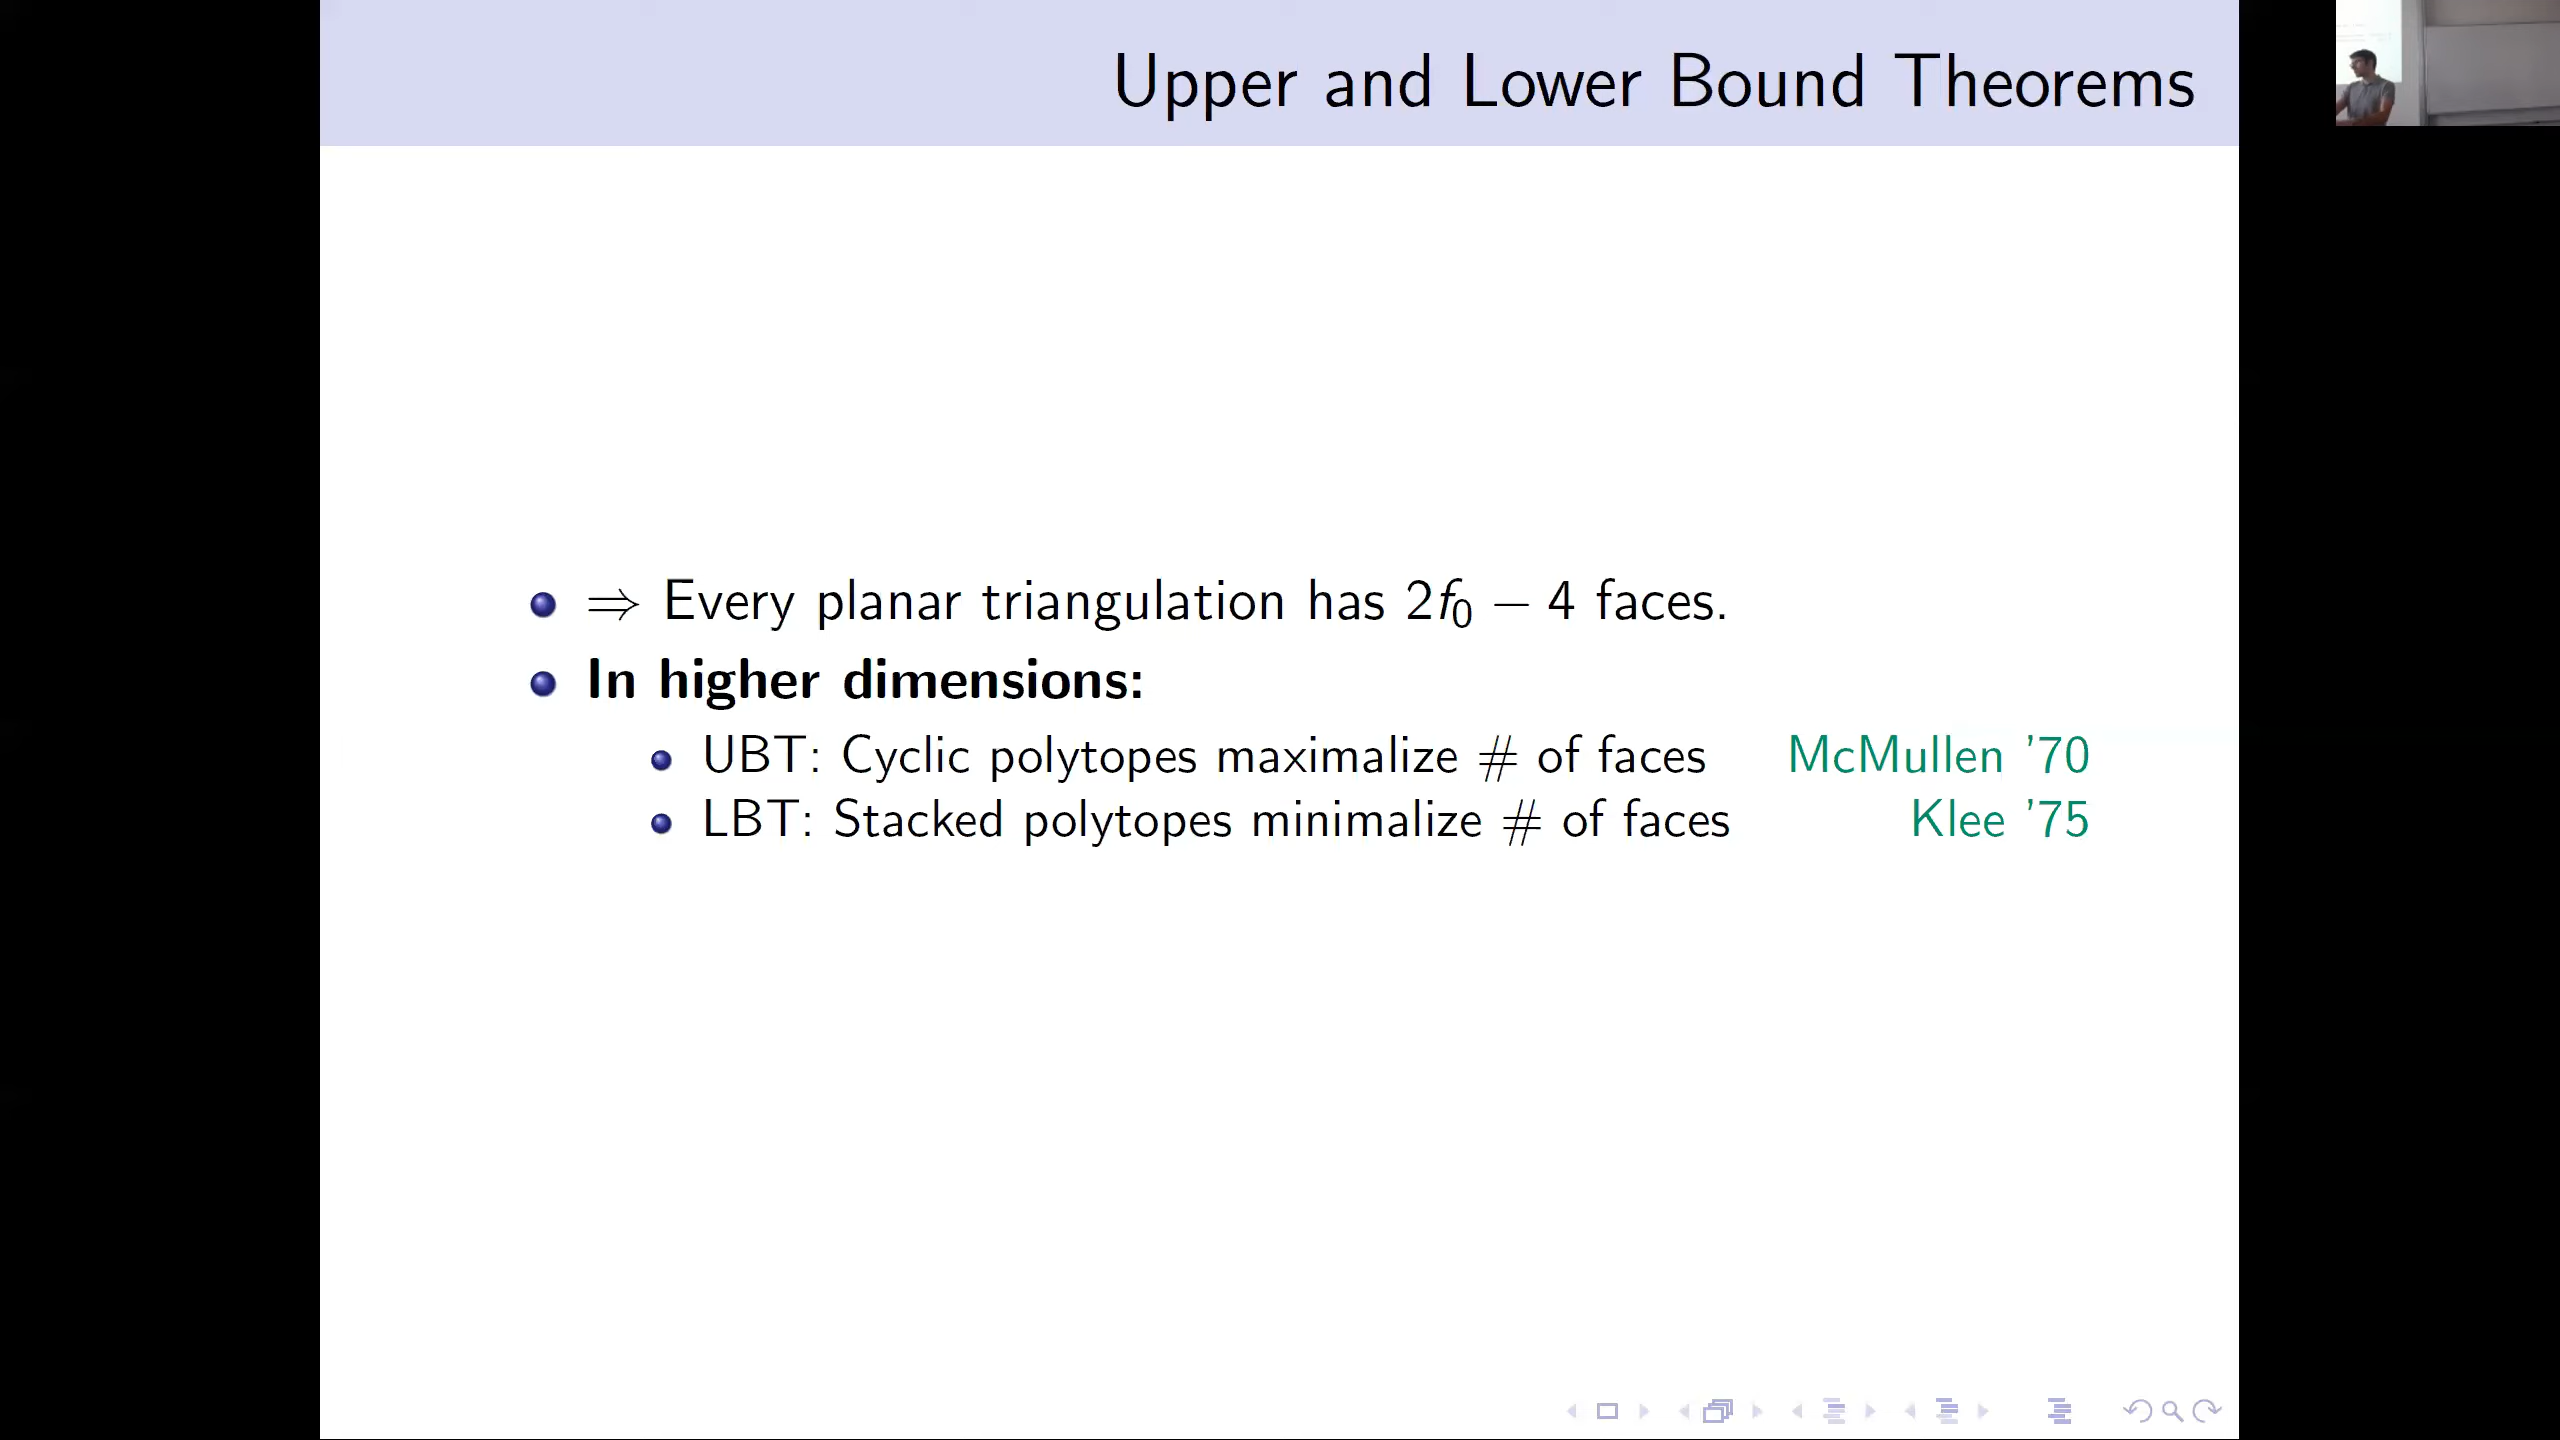 Upper and Lower Bound Theorems
⇒ Every planar triangulation has 2f₀ − 4 faces.
In higher dimensions:
UBT: Cyclic polytopes maximalize # of faces McMullen '70
LBT: Stacked polytopes minimalize # of faces Klee '75